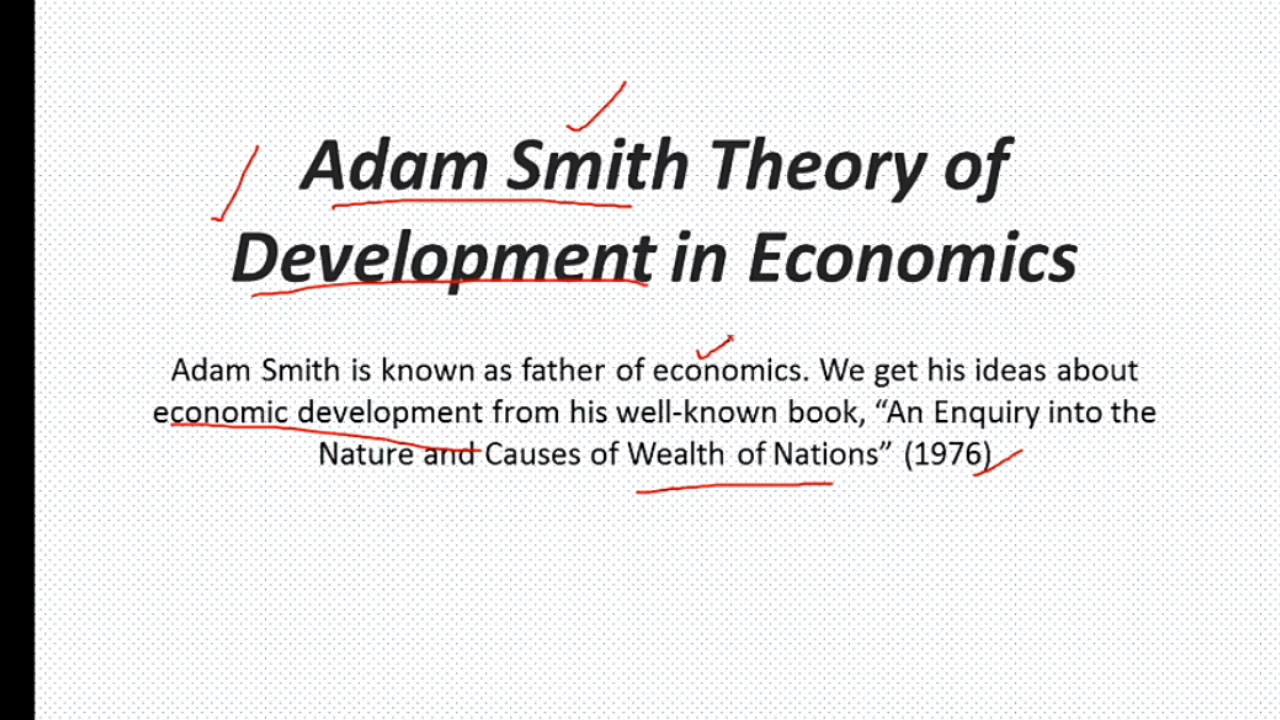 Adam Smith Theory of
Development in Economics
Adam Smith is known as father of economics. We get his ideas about
economic development from his well-known book, “An Enquiry into the
Nature and Causes of Wealth of Nations” (1976)